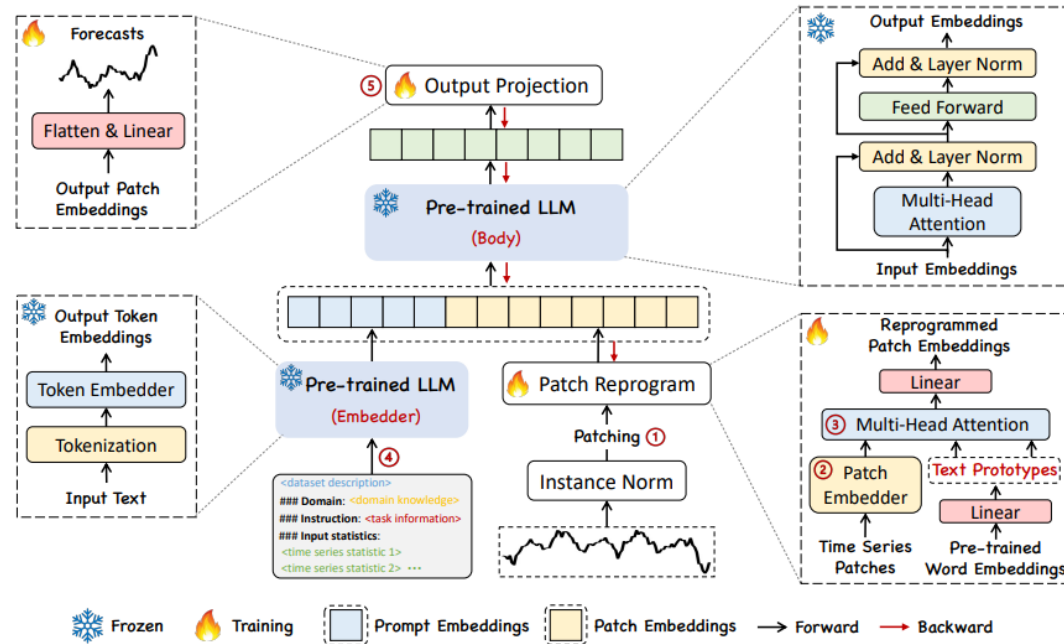 Forecasts
Flatten & Linear
Output Patch
Embeddings
⑤ Output Projection
Pre-trained LLM
(Body)
Output Embeddings
Add & Layer Norm
Feed Forward
Add & Layer Norm
Multi-Head
Attention
Input Embeddings
Output Token
Embeddings
Token Embedder
Tokenization
Input Text
Pre-trained LLM
(Embedder)
④
<dataset description>
### Domain: <domain knowledge>
### Instruction: <task information>
### Input statistics:
<time series statistic 1>
<time series statistic 2> •••
Patch Reprogram
Patching ①
Instance Norm
Reprogrammed
Patch Embeddings
Linear
③ Multi-Head Attention
② Patch
Embedder
Text Prototypes
Linear
Time Series
Patches
Pre-trained
Word Embeddings
Frozen
Training
Prompt Embeddings
Patch Embeddings
Forward
Backward